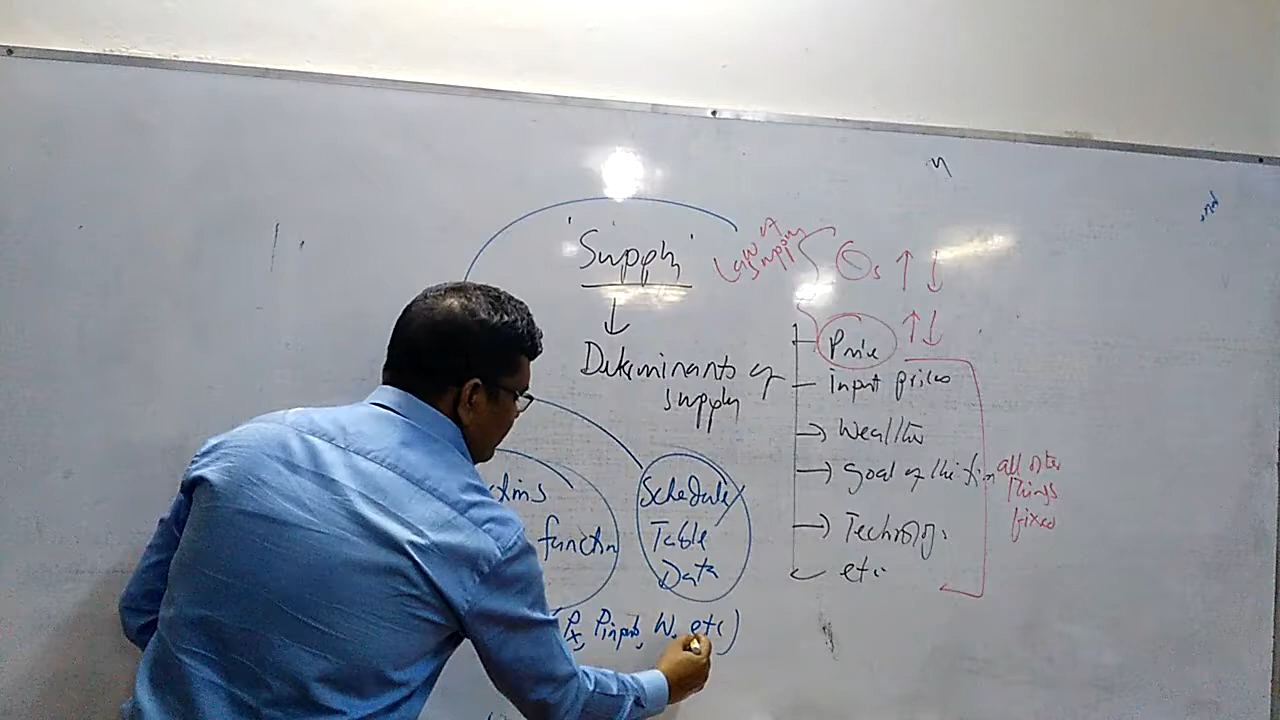 'Supply'
Law of
Supply
Qs ↑ ↓
Determinants of
supply
Price ↑ ↓
input prices
Wealth
Goal of the firm
all other
things
fixed
Technology
etc
function
Schedule
Table
Data
(Px, Pinputs, W, etc)